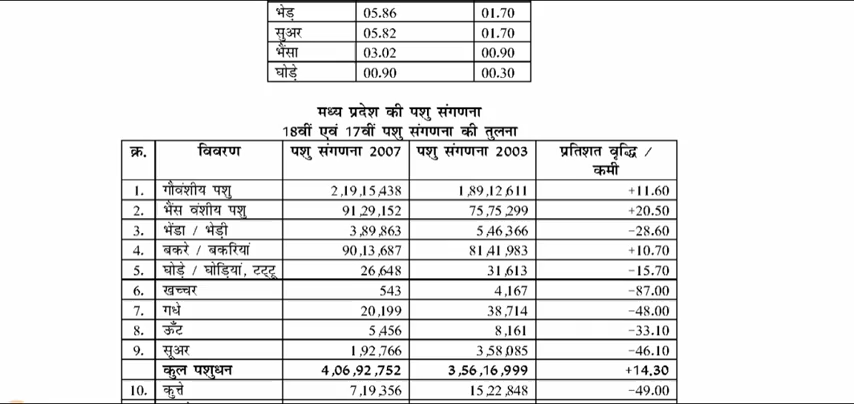 भेड़ 05.86 01.70
सुअर 05.82 01.70
भैंसा 03.02 00.90
घोड़े 00.90 00.30
मध्य प्रदेश की पशु संगणना
18वीं एवं 17वीं पशु संगणना की तुलना
क्र. विवरण पशु संगणना 2007 पशु संगणना 2003 प्रतिशत वृद्धि /
कमी
1. गौवंशीय पशु 2,19,15,438 1,89,12,611 +11.60
2. भैंस वंशीय पशु 91,29,152 75,75,299 +20.50
3. भेंडा / भेड़ी 3,89,863 5,46,366 -28.60
4. बकरे / बकरियां 90,13,687 81,41,983 +10.70
5. घोड़े / घोड़ियां, टट्टू 26,648 31,613 -15.70
6. खच्चर 543 4,167 -87.00
7. गधे 20,199 38,714 -48.00
8. ऊँट 5,456 8,161 -33.10
9. सूअर 1,92,766 3,58,085 -46.10
कुल पशुधन 4,06,92,752 3,56,16,999 +14.30
10. कुत्ते 7,19,356 15,22,848 -49.00